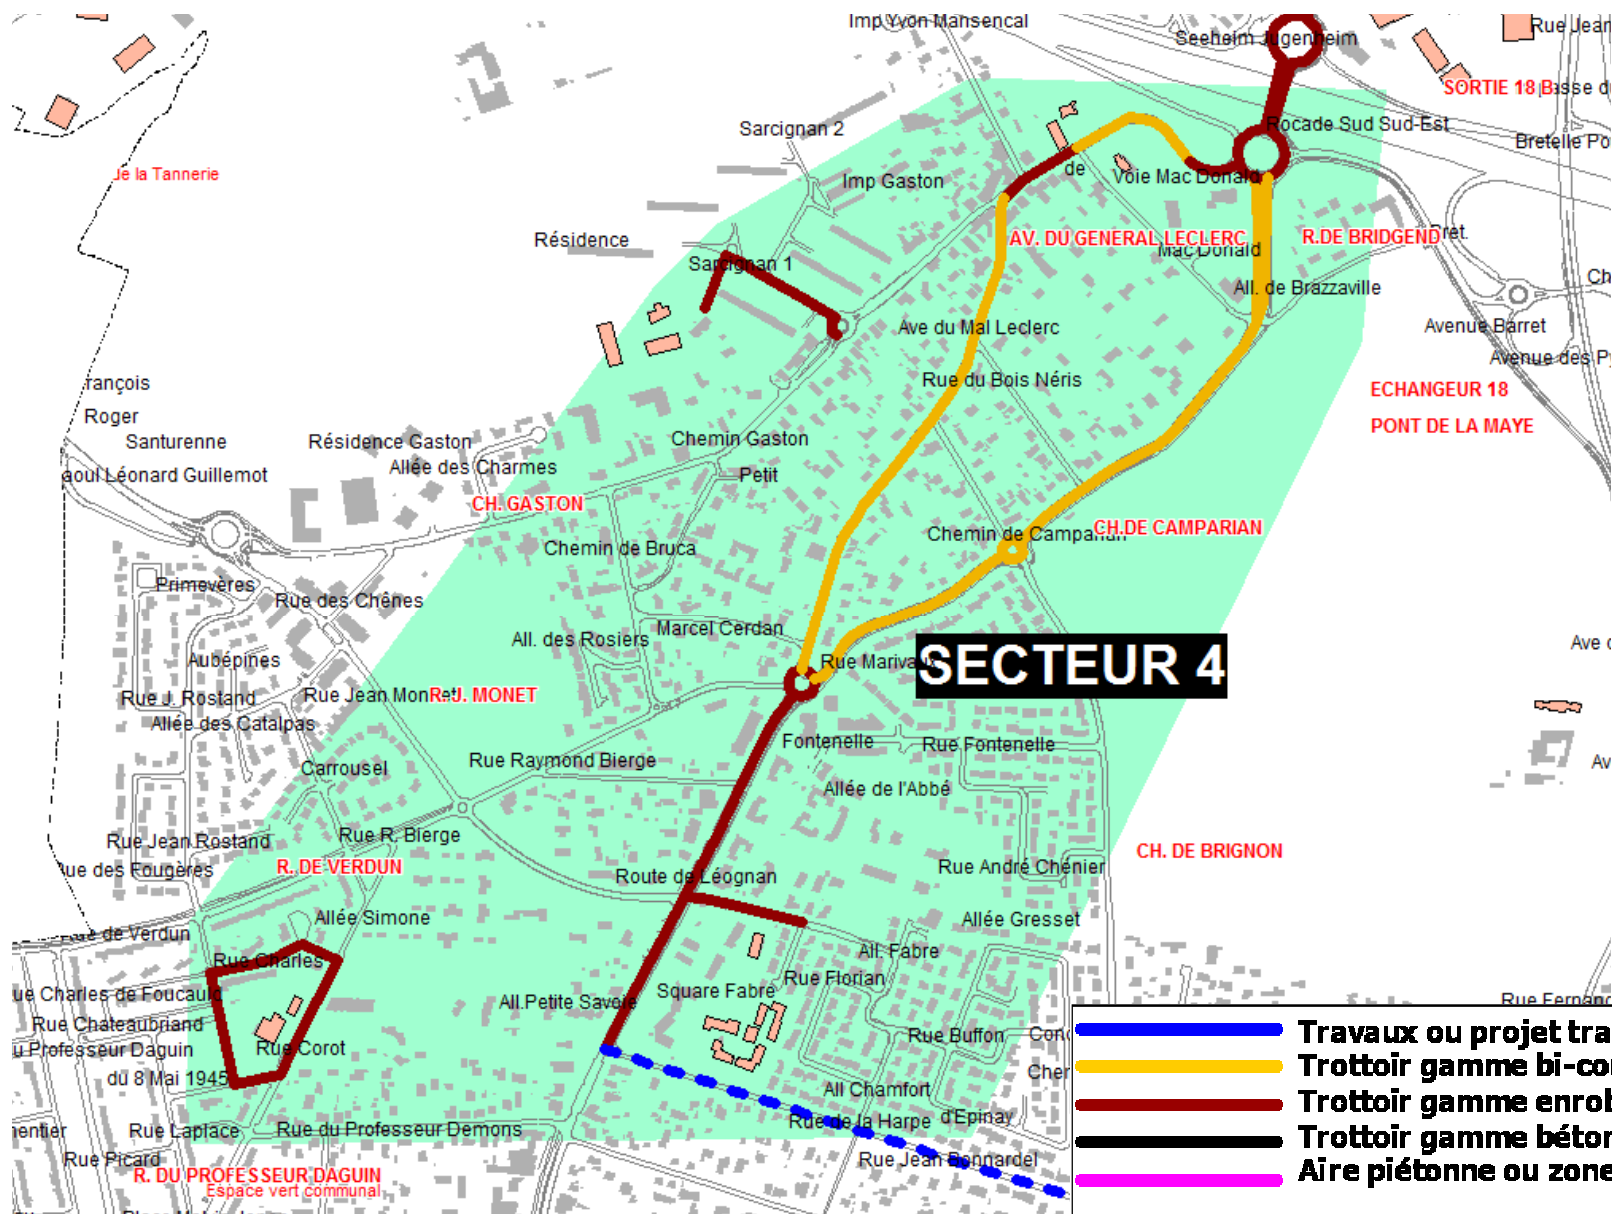 Imp Yvon Mansencal
Rue Jean
Seeheim Jugenheim
SORTIE 18 B
Rocade Sud Sud-Est
Sarcignan 2
Bretelle
de la Tannerie
de
Voie Mac Donald
Imp Gaston
Résidence
AV. DU GENERAL LECLERC
R.DE BRIDGEND
Mac Donald
Sarcignan 1
All. de Brazzaville
Ave du Mal Leclerc
Avenue Barret
Avenue des
Rue du Bois Néris
ECHANGEUR 18
Roger
PONT DE LA MAYE
Santurenne
Résidence Gaston
Chemin Gaston
Allée des Charmes
Petit
aoul Léonard Guillemot
CH. GASTON
Chemin de Camparian
CH.DE CAMPARIAN
Chemin de Bruca
Primevères
Rue des Chênes
Marcel Cerdan
All. des Rosiers
Aubépines
Rue Marivaux
SECTEUR 4
Rue J. Rostand
Rue Jean Monnet
R. J. MONET
Allée des Catalpas
Fontenelle
Rue Fontenelle
Rue Raymond Bierge
Carrousel
Allée de l'Abbé
Rue R. Bierge
Rue Jean Rostand
CH. DE BRIGNON
R. DE VERDUN
Rue des Fougères
Route de Léognan
Rue André Chénier
Allée Simone
Allée Gresset
de Verdun
All. Fabre
Rue Charles
Rue Florian
Square Fabre
ue Charles de Foucauld
All.Petite Savoie
Rue Fernand
Rue Chateaubriand
Rue Buffon
u Professeur Daguin
Rue Corot
du 8 Mai 1945
All Chamfort
Rue de la Harpe
d'Epinay
Rue Laplace
Rue du Professeur Demons
Rue Picard
Rue Jean Bonnardel
R. DU PROFESSEUR DAGUIN
Espace vert communal
Travaux ou projet tra
Trottoir gamme bi-co
Trottoir gamme enrob
Trottoir gamme béton
Aire piétonne ou zone